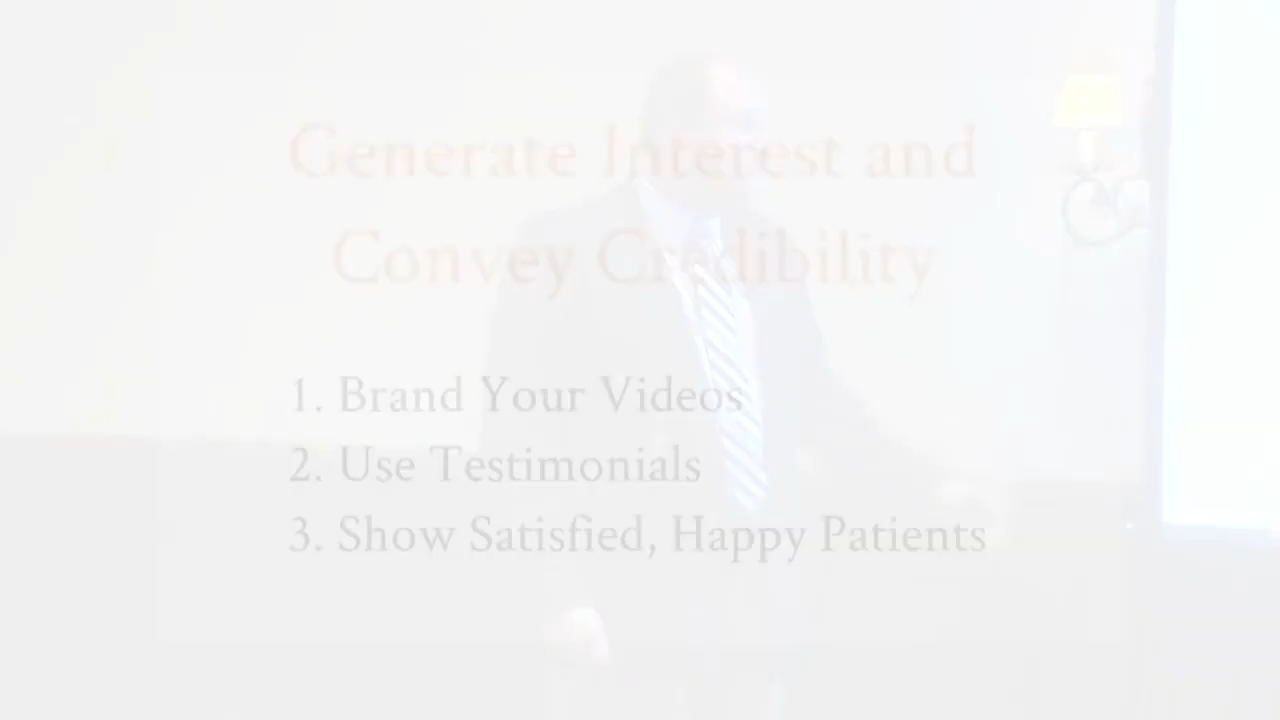 Generate Interest and
Convey Credibility
1. Brand Your Videos
2. Use Testimonials
3. Show Satisfied, Happy Patients